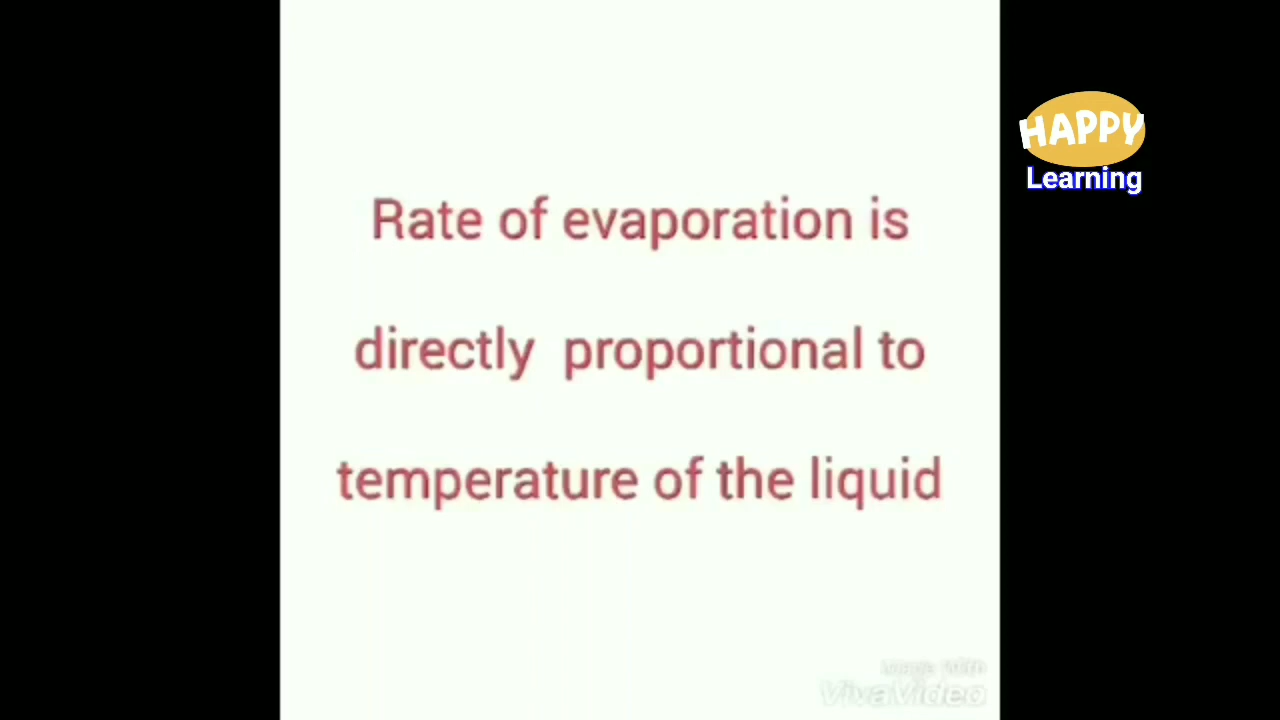 HAPPY
Learning
Rate of evaporation is
directly proportional to
temperature of the liquid
VivaVideo